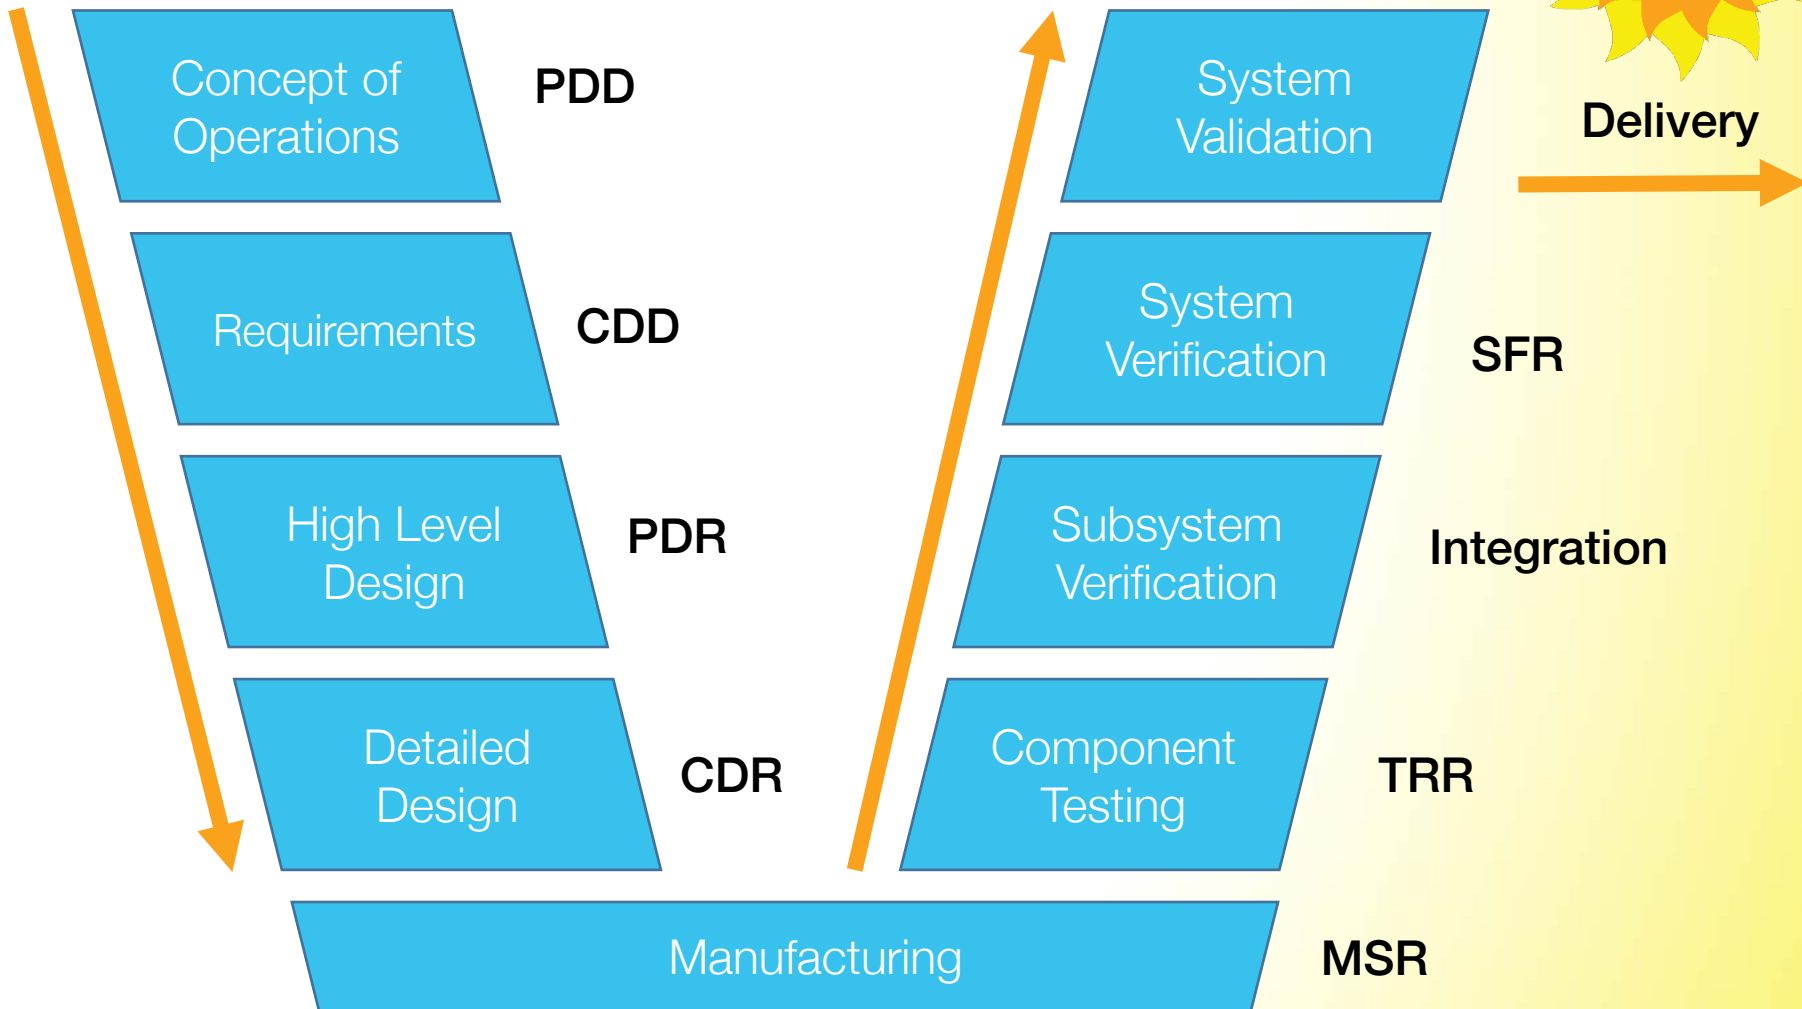 Concept of
Operations
PDD
Requirements
CDD
High Level
Design
PDR
Detailed
Design
CDR
Manufacturing
MSR
Component
Testing
TRR
Subsystem
Verification
Integration
System
Verification
SFR
System
Validation
Delivery